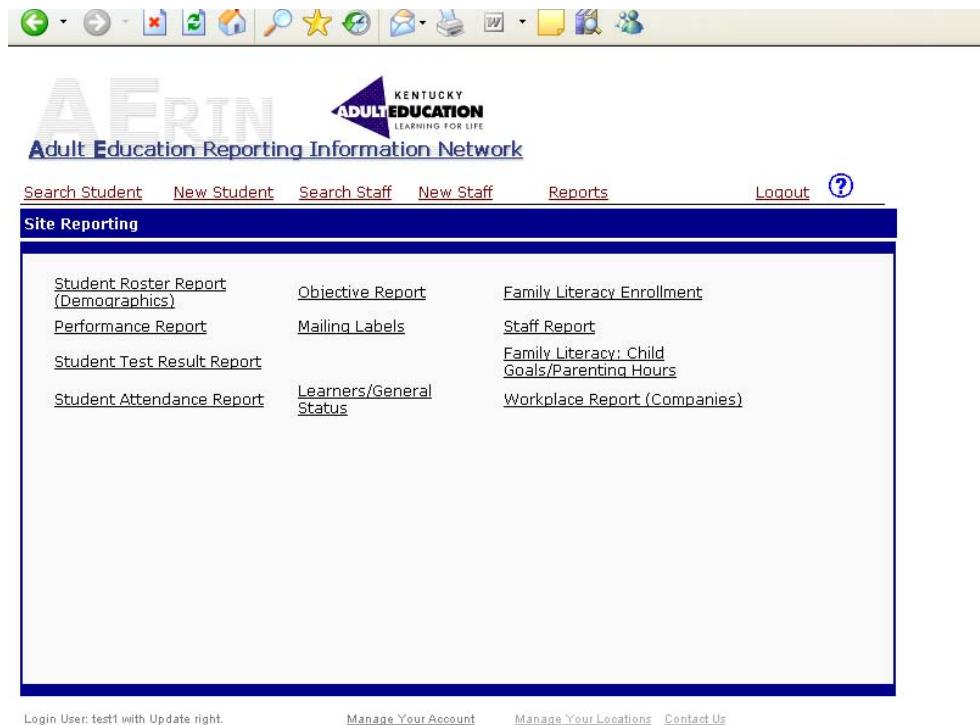 W
AERIN
KENTUCKY
ADULTEDUCATION
LEARNING FOR LIFE
Adult Education Reporting Information Network
Search Student New Student Search Staff New Staff Reports Logout ?
Site Reporting
Student Roster Report
(Demographics)
Objective Report
Family Literacy Enrollment
Performance Report
Mailing Labels
Staff Report
Student Test Result Report
Family Literacy: Child
Goals/Parenting Hours
Student Attendance Report
Learners/General
Status
Workplace Report (Companies)
Login User: test1 with Update right. Manage Your Account Manage Your Locations Contact Us